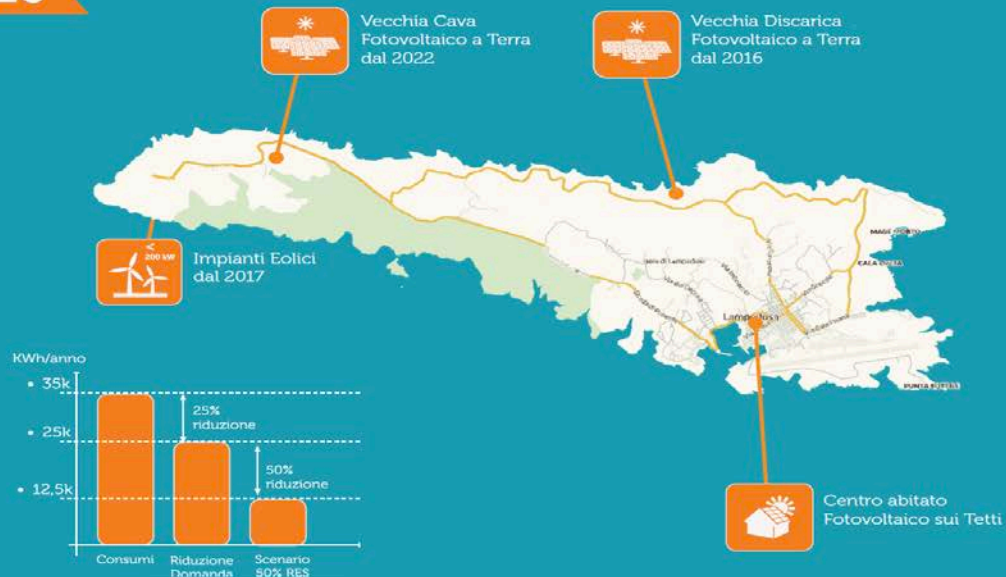 Vecchia Cava
Fotovoltaico a Terra
dal 2022
Vecchia Discarica
Fotovoltaico a Terra
dal 2016
<
200 kW
Impianti Eolici
dal 2017
CALA
Lampedusa
PUNTA
KWh/anno
• 35k
25%
riduzione
• 25k
50%
riduzione
• 12,5k
Consumi
Riduzione
Domanda
Scenario
50% RES
Centro abitato
Fotovoltaico sui Tetti